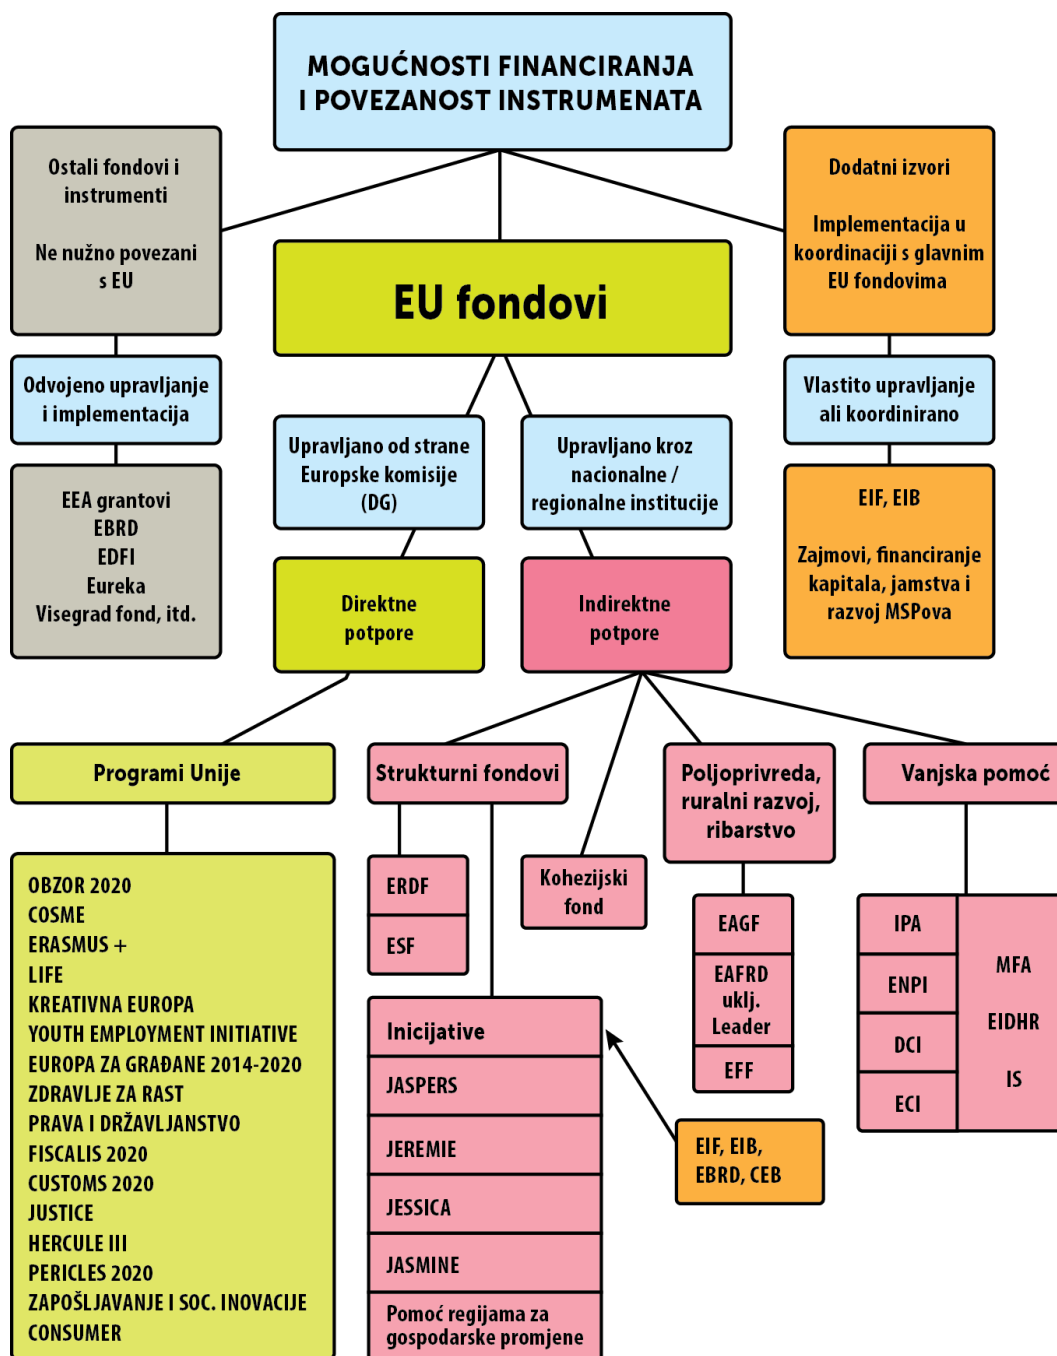 MOGUĆNOSTI FINANCIRANJA
I POVEZANOST INSTRUMENATA
Ostali fondovi i
instrumenti
Ne nužno povezani
s EU
EU fondovi
Dodatni izvori
Implementacija u
koordinaciji s glavnim
EU fondovima
Odvojeno upravljanje
i implementacija
Upravljano od strane
Europske komisije
(DG)
Upravljano kroz
nacionalne /
regionalne institucije
Vlastito upravljanje
ali koordinirano
EEA grantovi
EBRD
EDFI
Eureka
Visegrad fond, itd.
Direktne
potpore
Indirektne
potpore
EIF, EIB
Zajmovi, financiranje
kapitala, jamstva i
razvoj MSPova
Programi Unije
Strukturni fondovi
Poljoprivreda,
ruralni razvoj,
ribarstvo
Vanjska pomoć
OBZOR 2020
COSME
ERASMUS +
LIFE
KREATIVNA EUROPA
YOUTH EMPLOYMENT INITIATIVE
EUROPA ZA GRAĐANE 2014-2020
ZDRAVLJE ZA RAST
PRAVA I DRŽAVLJANSTVO
FISCALIS 2020
CUSTOMS 2020
JUSTICE
HERCULE III
PERICLES 2020
ZAPOŠLJAVANJE I SOC. INOVACIJE
CONSUMER
ERDF
ESF
Inicijative
JASPERS
JEREMIE
JESSICA
JASMINE
Pomoć regijama za
gospodarske promjene
Kohezijski
fond
EAGF
EAFRD
uklj.
Leader
EFF
EIF, EIB,
EBRD, CEB
IPA
ENPI
DCI
ECI
MFA
EIDHR
IS